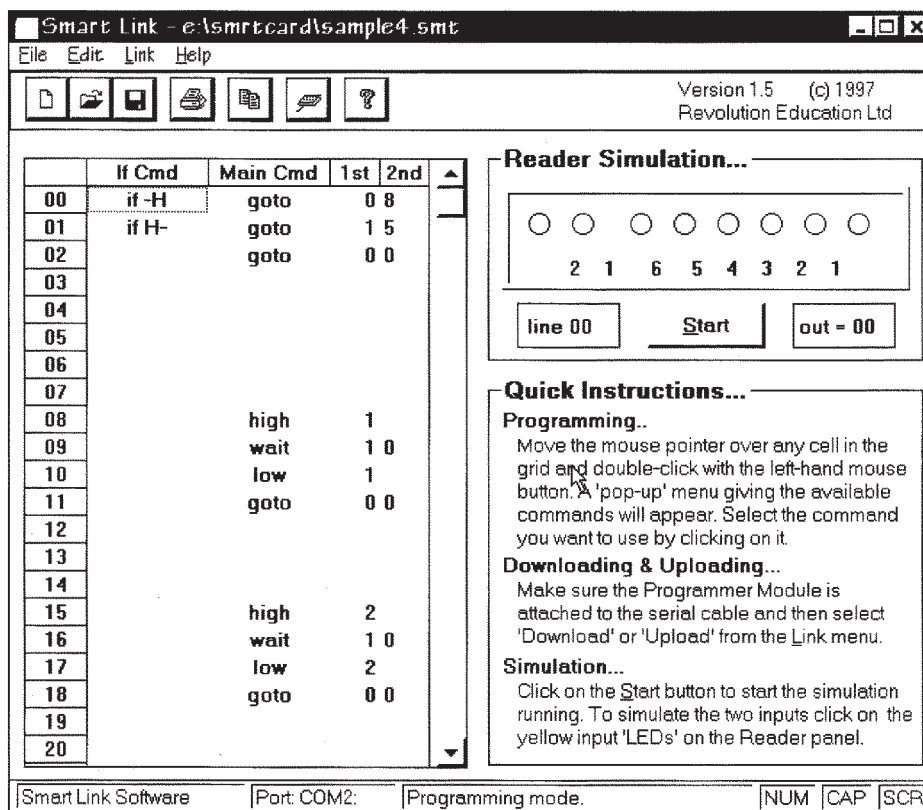 Smart Link - e:\smrtcard\sample4.smt
File Edit Link Help
Version 1.5 (c) 1997
Revolution Education Ltd
If Cmd Main Cmd 1st 2nd
00 if -H goto 0 8
01 if H- goto 1 5
02 goto 0 0
03
04
05
06
07
08 high 1
09 wait 1 0
10 low 1
11 goto 0 0
12
13
14
15 high 2
16 wait 1 0
17 low 2
18 goto 0 0
19
20
Reader Simulation...
2 1 6 5 4 3 2 1
line 00 Start out = 00
Quick Instructions...
Programming..
Move the mouse pointer over any cell in the
grid and double-click with the left-hand mouse
button. A 'pop-up' menu giving the available
commands will appear. Select the command
you want to use by clicking on it.
Downloading & Uploading...
Make sure the Programmer Module is
attached to the serial cable and then select
'Download' or 'Upload' from the Link menu.
Simulation...
Click on the Start button to start the simulation
running. To simulate the two inputs click on the
yellow input 'LEDs' on the Reader panel.
Smart Link Software Port: COM2: Programming mode. NUM CAP SCR